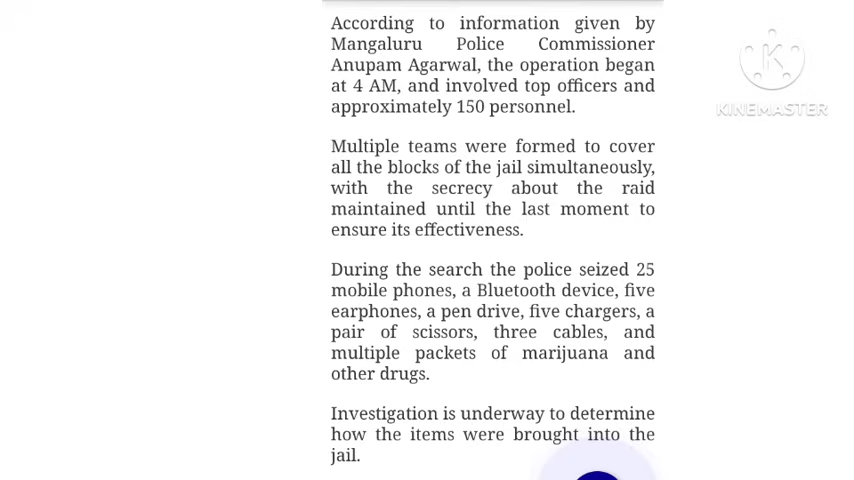 According to information given by
Mangaluru Police Commissioner
Anupam Agarwal, the operation began
at 4 AM, and involved top officers and
approximately 150 personnel.
Multiple teams were formed to cover
all the blocks of the jail simultaneously,
with the secrecy about the raid
maintained until the last moment to
ensure its effectiveness.
During the search the police seized 25
mobile phones, a Bluetooth device, five
earphones, a pen drive, five chargers, a
pair of scissors, three cables, and
multiple packets of marijuana and
other drugs.
Investigation is underway to determine
how the items were brought into the
jail.
K
KINEMASTER